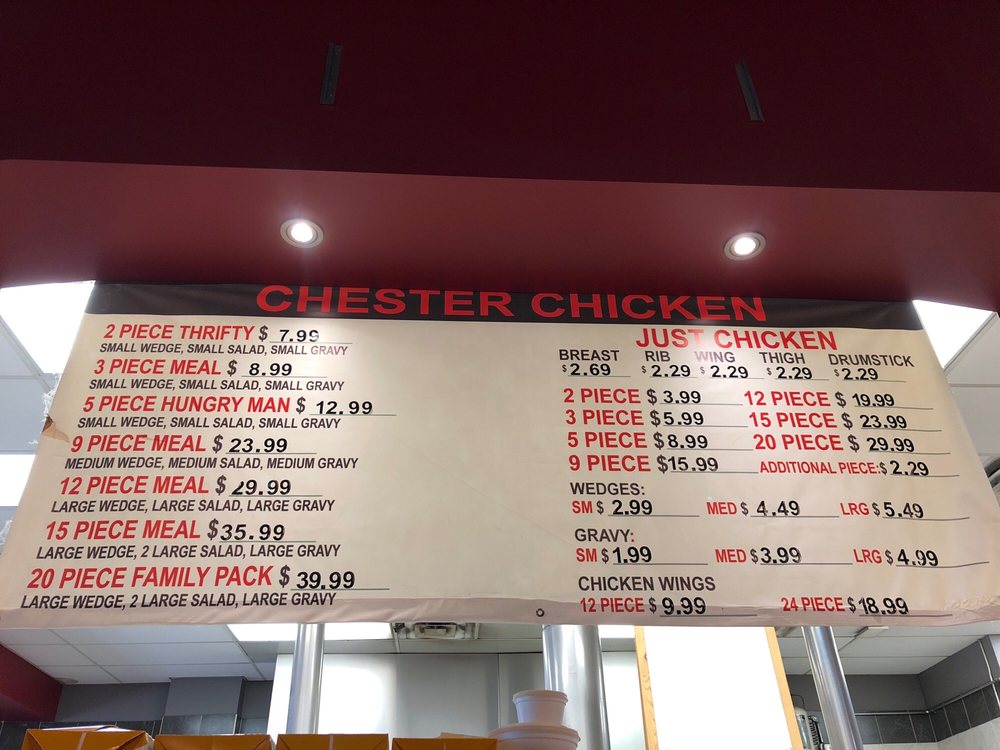 CHESTER CHICKEN
2 PIECE THRIFTY $ 7.99
SMALL WEDGE, SMALL SALAD, SMALL GRAVY
3 PIECE MEAL $ 8.99
SMALL WEDGE, SMALL SALAD, SMALL GRAVY
5 PIECE HUNGRY MAN $ 12.99
SMALL WEDGE, SMALL SALAD, SMALL GRAVY
9 PIECE MEAL $ 23.99
MEDIUM WEDGE, MEDIUM SALAD, MEDIUM GRAVY
12 PIECE MEAL $ 29.99
LARGE WEDGE, LARGE SALAD, LARGE GRAVY
15 PIECE MEAL $35.99
LARGE WEDGE, 2 LARGE SALAD, LARGE GRAVY
20 PIECE FAMILY PACK $ 39.99
LARGE WEDGE, 2 LARGE SALAD, LARGE GRAVY
JUST CHICKEN
BREAST RIB WING THIGH DRUMSTICK
$2.69 $2.29 $2.29 $2.29 $2.29
2 PIECE $ 3.99 12 PIECE $ 19.99
3 PIECE $5.99 15 PIECE $ 23.99
5 PIECE $8.99 20 PIECE $ 29.99
9 PIECE $15.99 ADDITIONAL PIECE:$ 2.29
WEDGES:
SM $ 2.99 MED $ 4.49 LRG $ 5.49
GRAVY:
SM $ 1.99 MED $ 3.99 LRG $ 4.99
CHICKEN WINGS
12 PIECE $ 9.99 24 PIECE $ 18.99